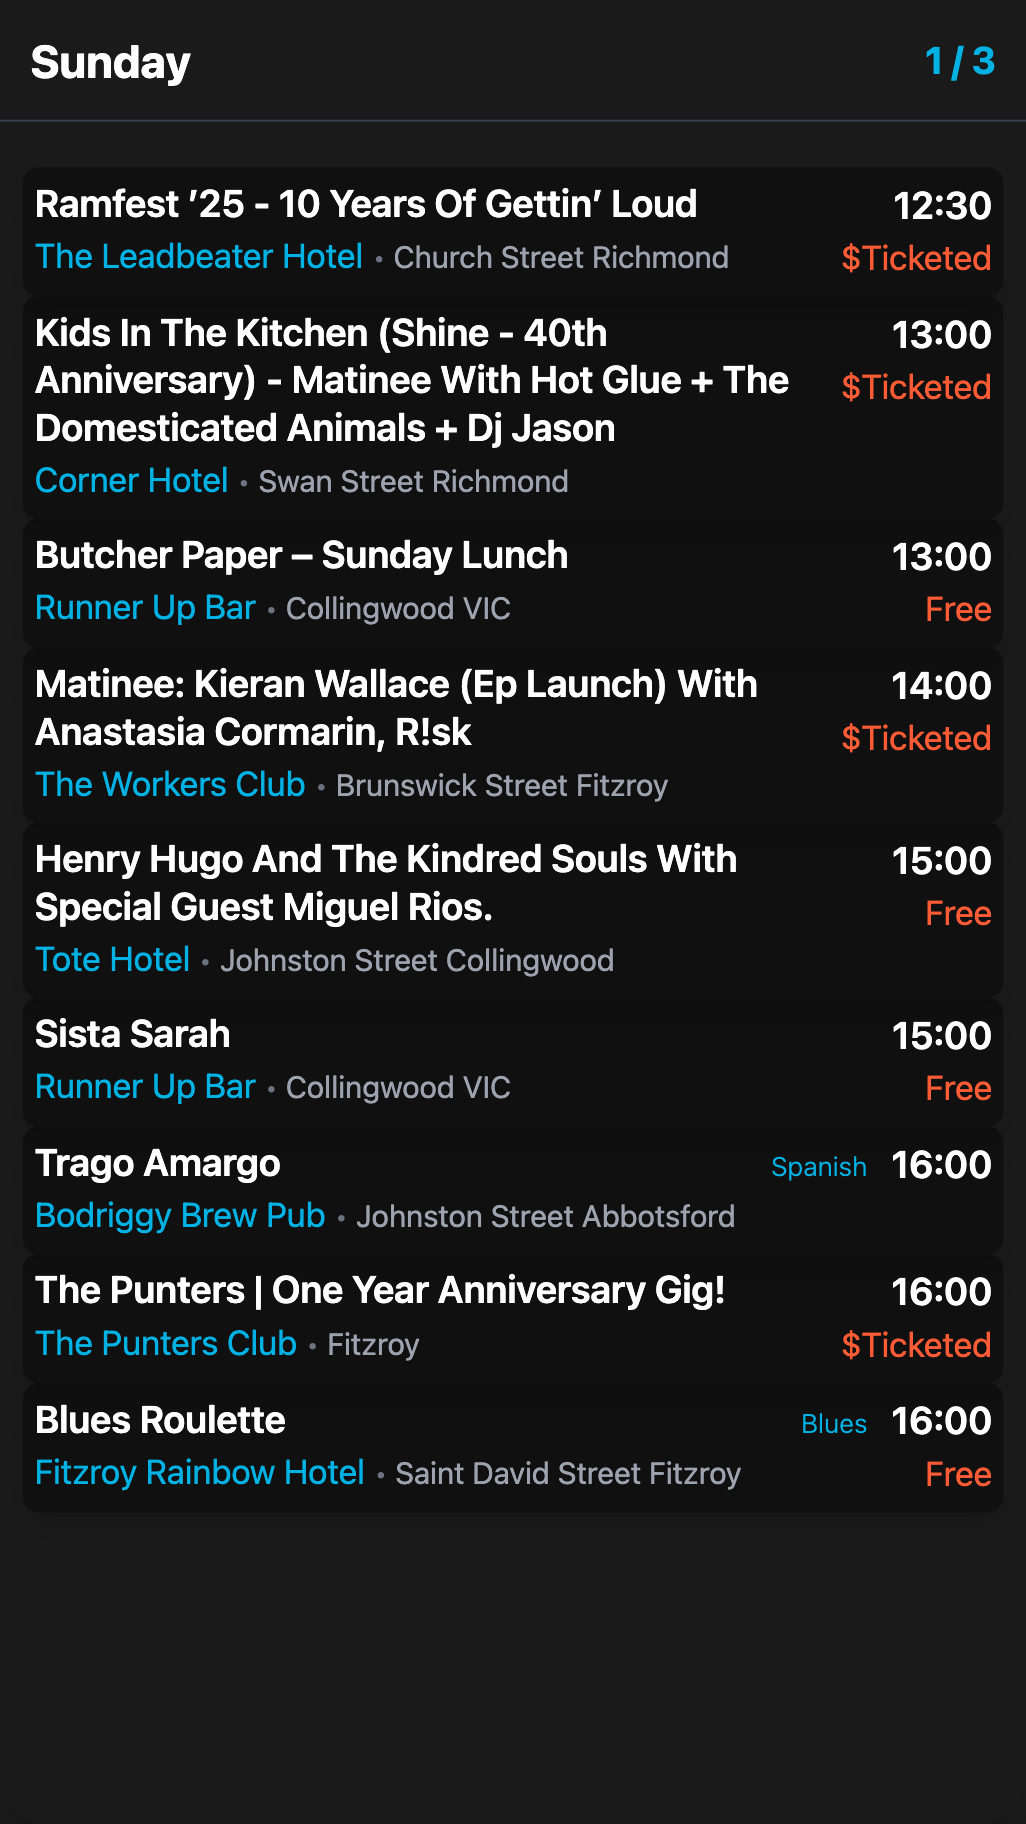 Sunday 1 / 3
Ramfest ’25 - 10 Years Of Gettin’ Loud 12:30
The Leadbeater Hotel • Church Street Richmond $Ticketed
Kids In The Kitchen (Shine - 40th 13:00
Anniversary) - Matinee With Hot Glue + The $Ticketed
Domesticated Animals + Dj Jason
Corner Hotel • Swan Street Richmond
Butcher Paper – Sunday Lunch 13:00
Runner Up Bar • Collingwood VIC Free
Matinee: Kieran Wallace (Ep Launch) With 14:00
Anastasia Cormarin, R!sk $Ticketed
The Workers Club • Brunswick Street Fitzroy
Henry Hugo And The Kindred Souls With 15:00
Special Guest Miguel Rios. Free
Tote Hotel • Johnston Street Collingwood
Sista Sarah 15:00
Runner Up Bar • Collingwood VIC Free
Trago Amargo Spanish 16:00
Bodriggy Brew Pub • Johnston Street Abbotsford
The Punters | One Year Anniversary Gig! 16:00
The Punters Club • Fitzroy $Ticketed
Blues Roulette Blues 16:00
Fitzroy Rainbow Hotel • Saint David Street Fitzroy Free